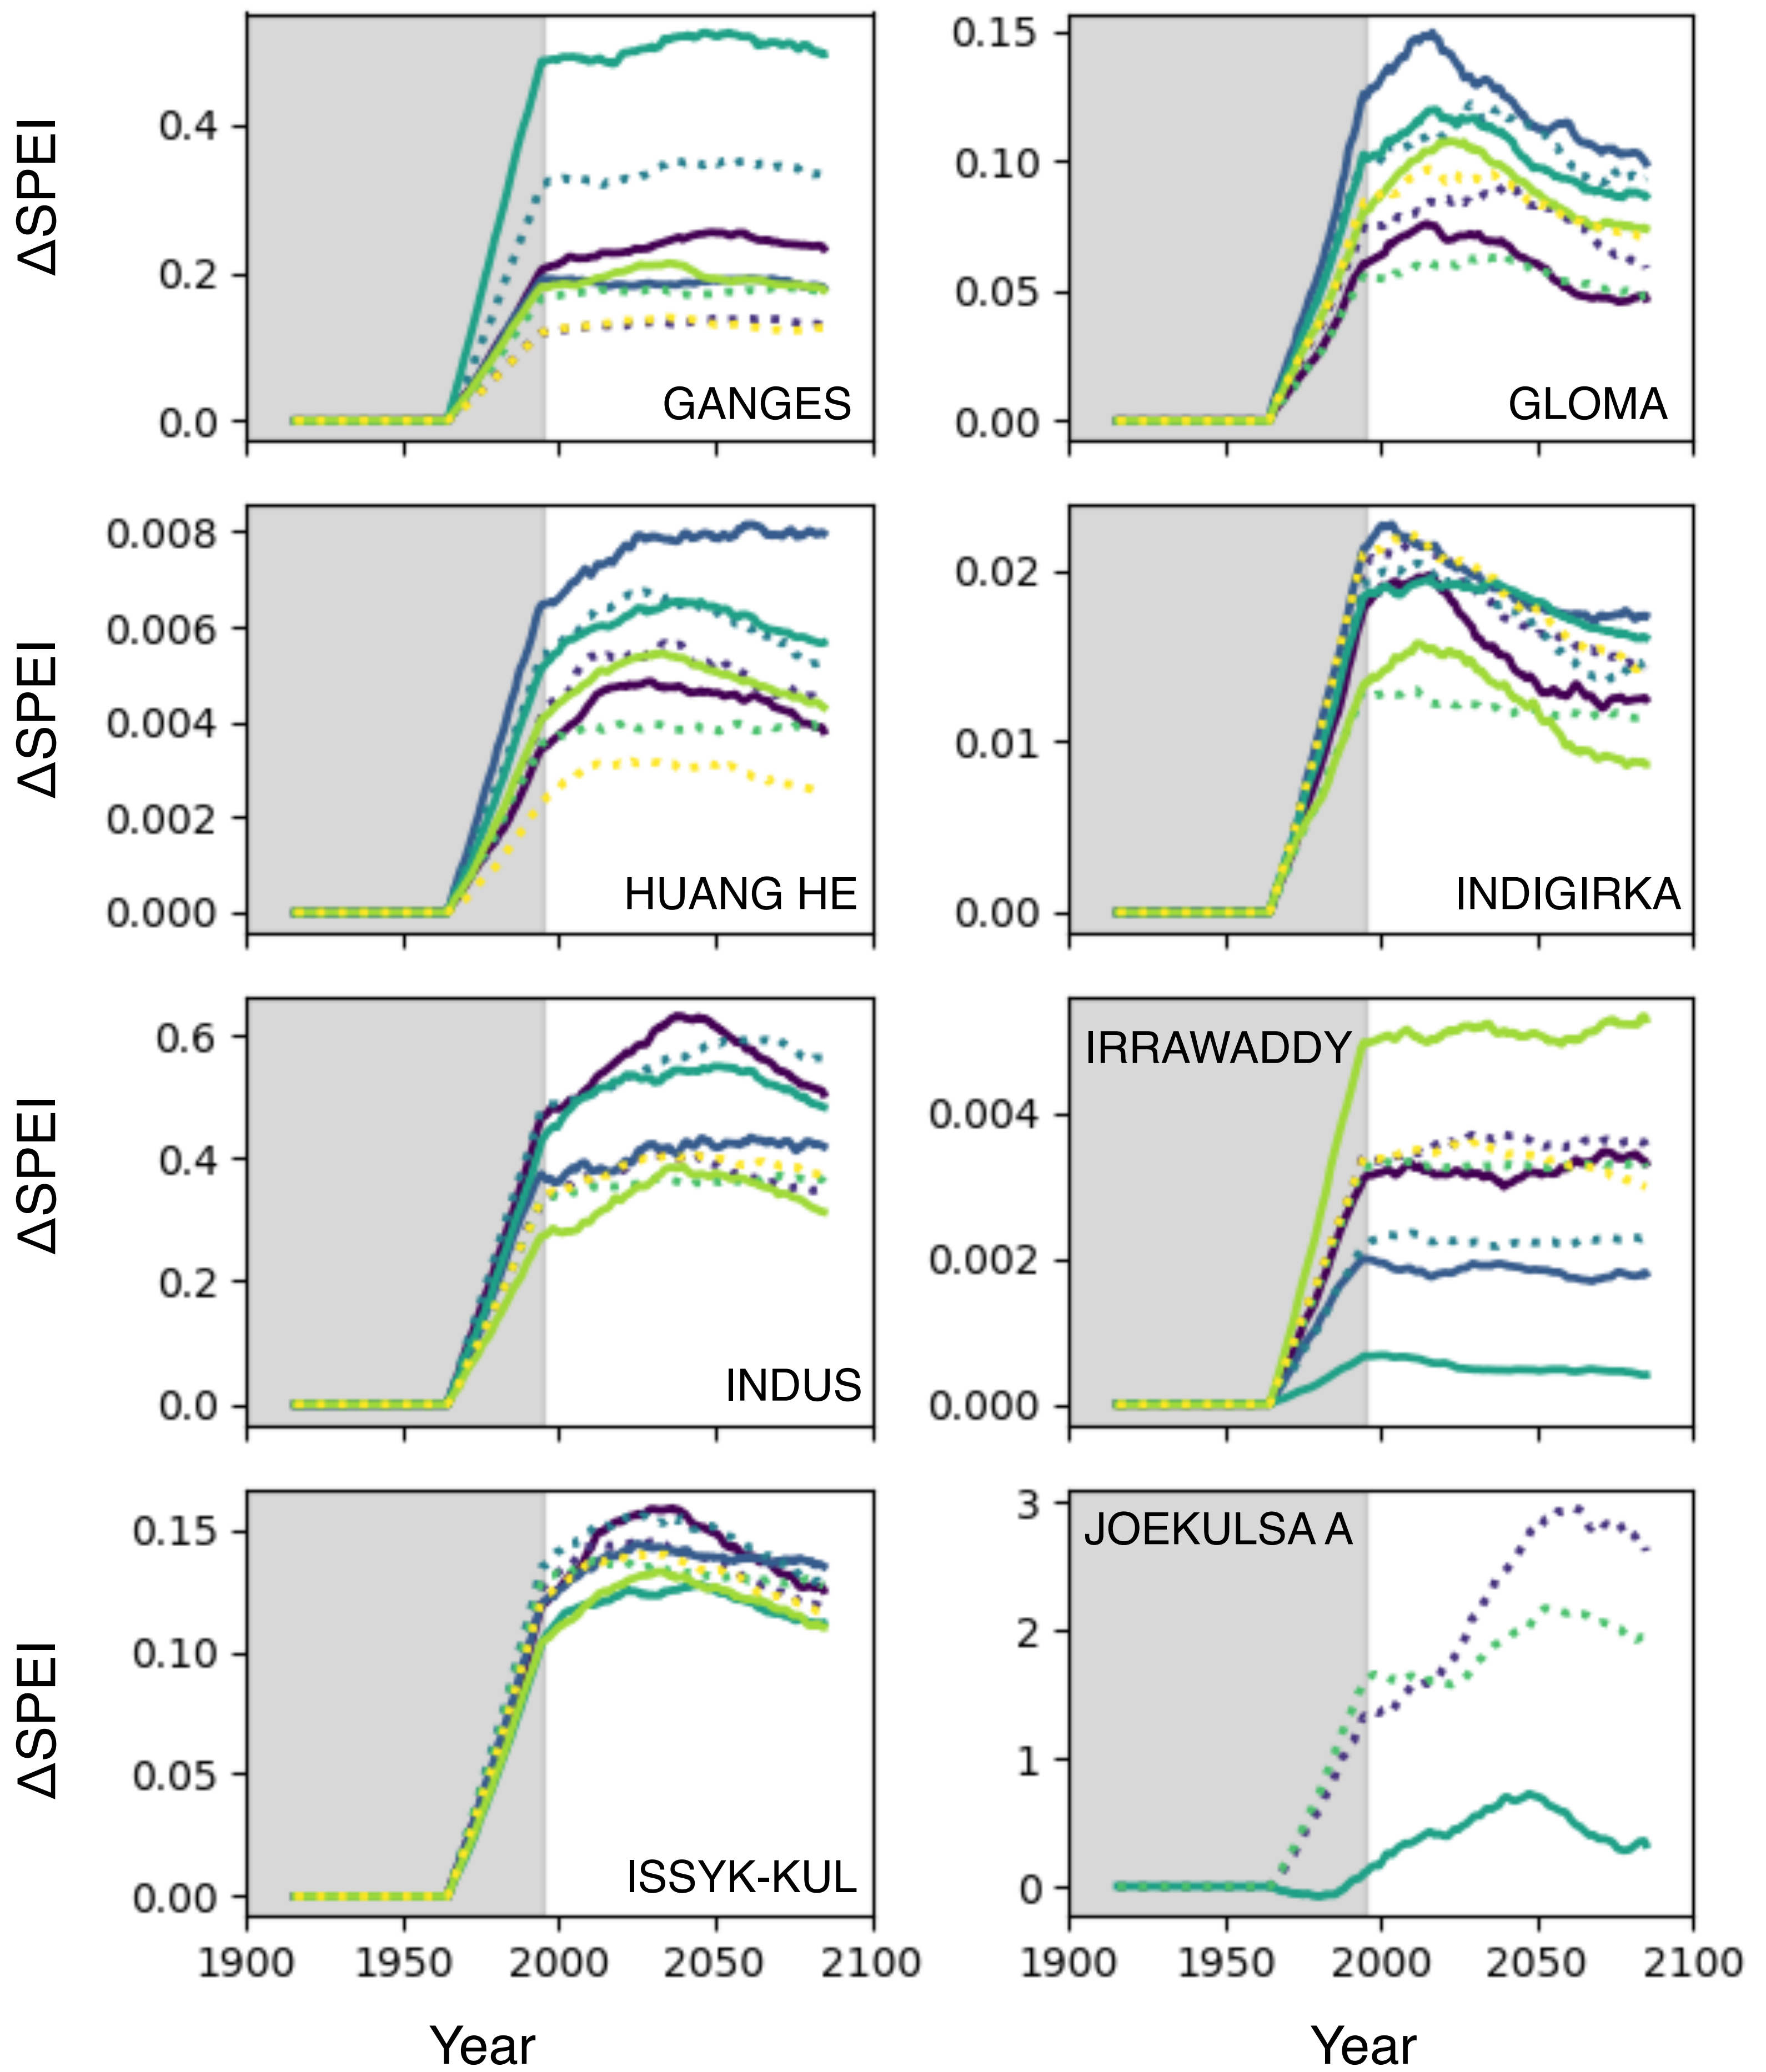 ΔSPEI
0.4
0.2
0.0
GANGES
0.15
0.10
0.05
0.00
GLOMA
ΔSPEI
0.008
0.006
0.004
0.002
0.000
HUANG HE
0.02
0.01
0.00
INDIGIRKA
ΔSPEI
0.6
0.4
0.2
0.0
INDUS
0.004
0.002
0.000
IRRAWADDY
ΔSPEI
0.15
0.10
0.05
0.00
ISSYK-KUL
1900 1950 2000 2050 2100
Year
3
2
1
0
JOEKULSA A
1900 1950 2000 2050 2100
Year